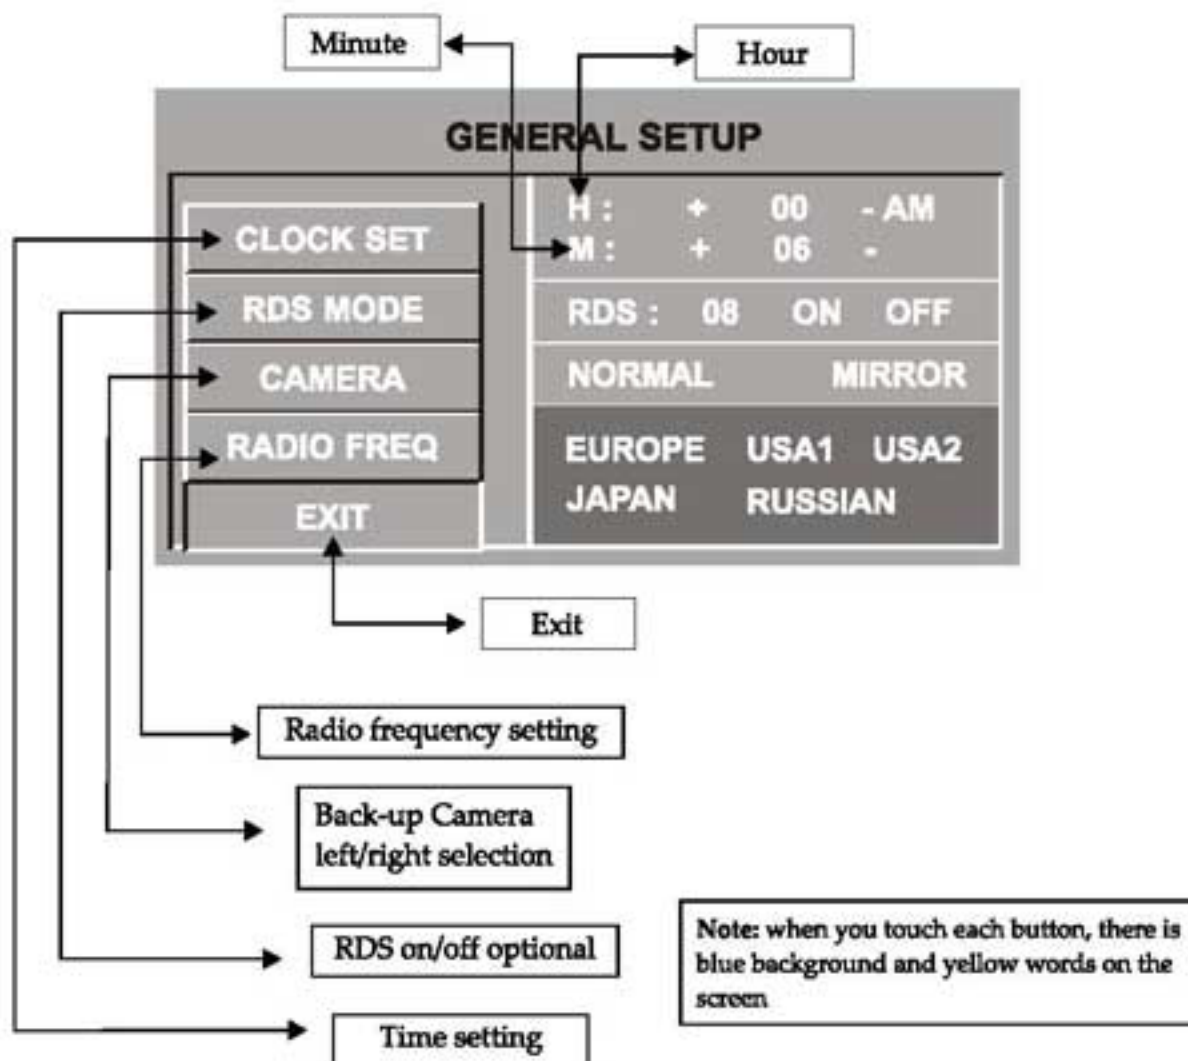 Minute
Hour
GENERAL SETUP
CLOCK SET
RDS MODE
CAMERA
RADIO FREQ
EXIT
H : + 00 - AM
M : + 06 -
RDS : 08 ON OFF
NORMAL MIRROR
EUROPE USA1 USA2
JAPAN RUSSIAN
Exit
Radio frequency setting
Back-up Camera
left/right selection
RDS on/off optional
Time setting
Note: when you touch each button, there is
blue background and yellow words on the
screen